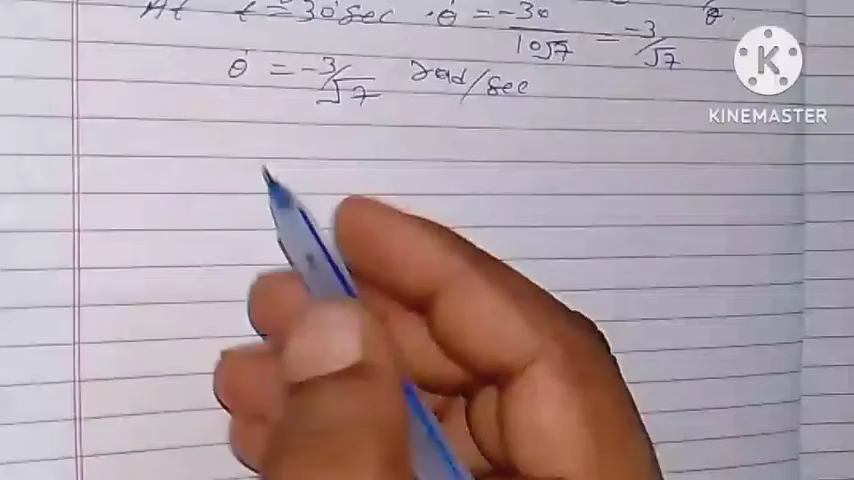 At t = 30 sec · θ̇ = -30/10√7 = -3/√7
θ̇ = -3/√7 rad/sec
K
KINEMASTER